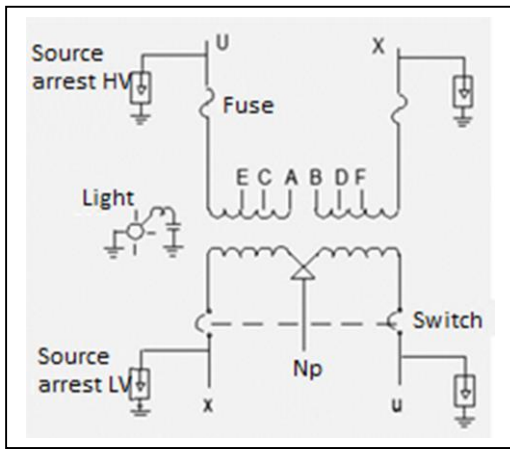 U
X
Source
arrest HV
Fuse
E C A B D F
Light
Switch
Source
arrest LV
Np
x
u